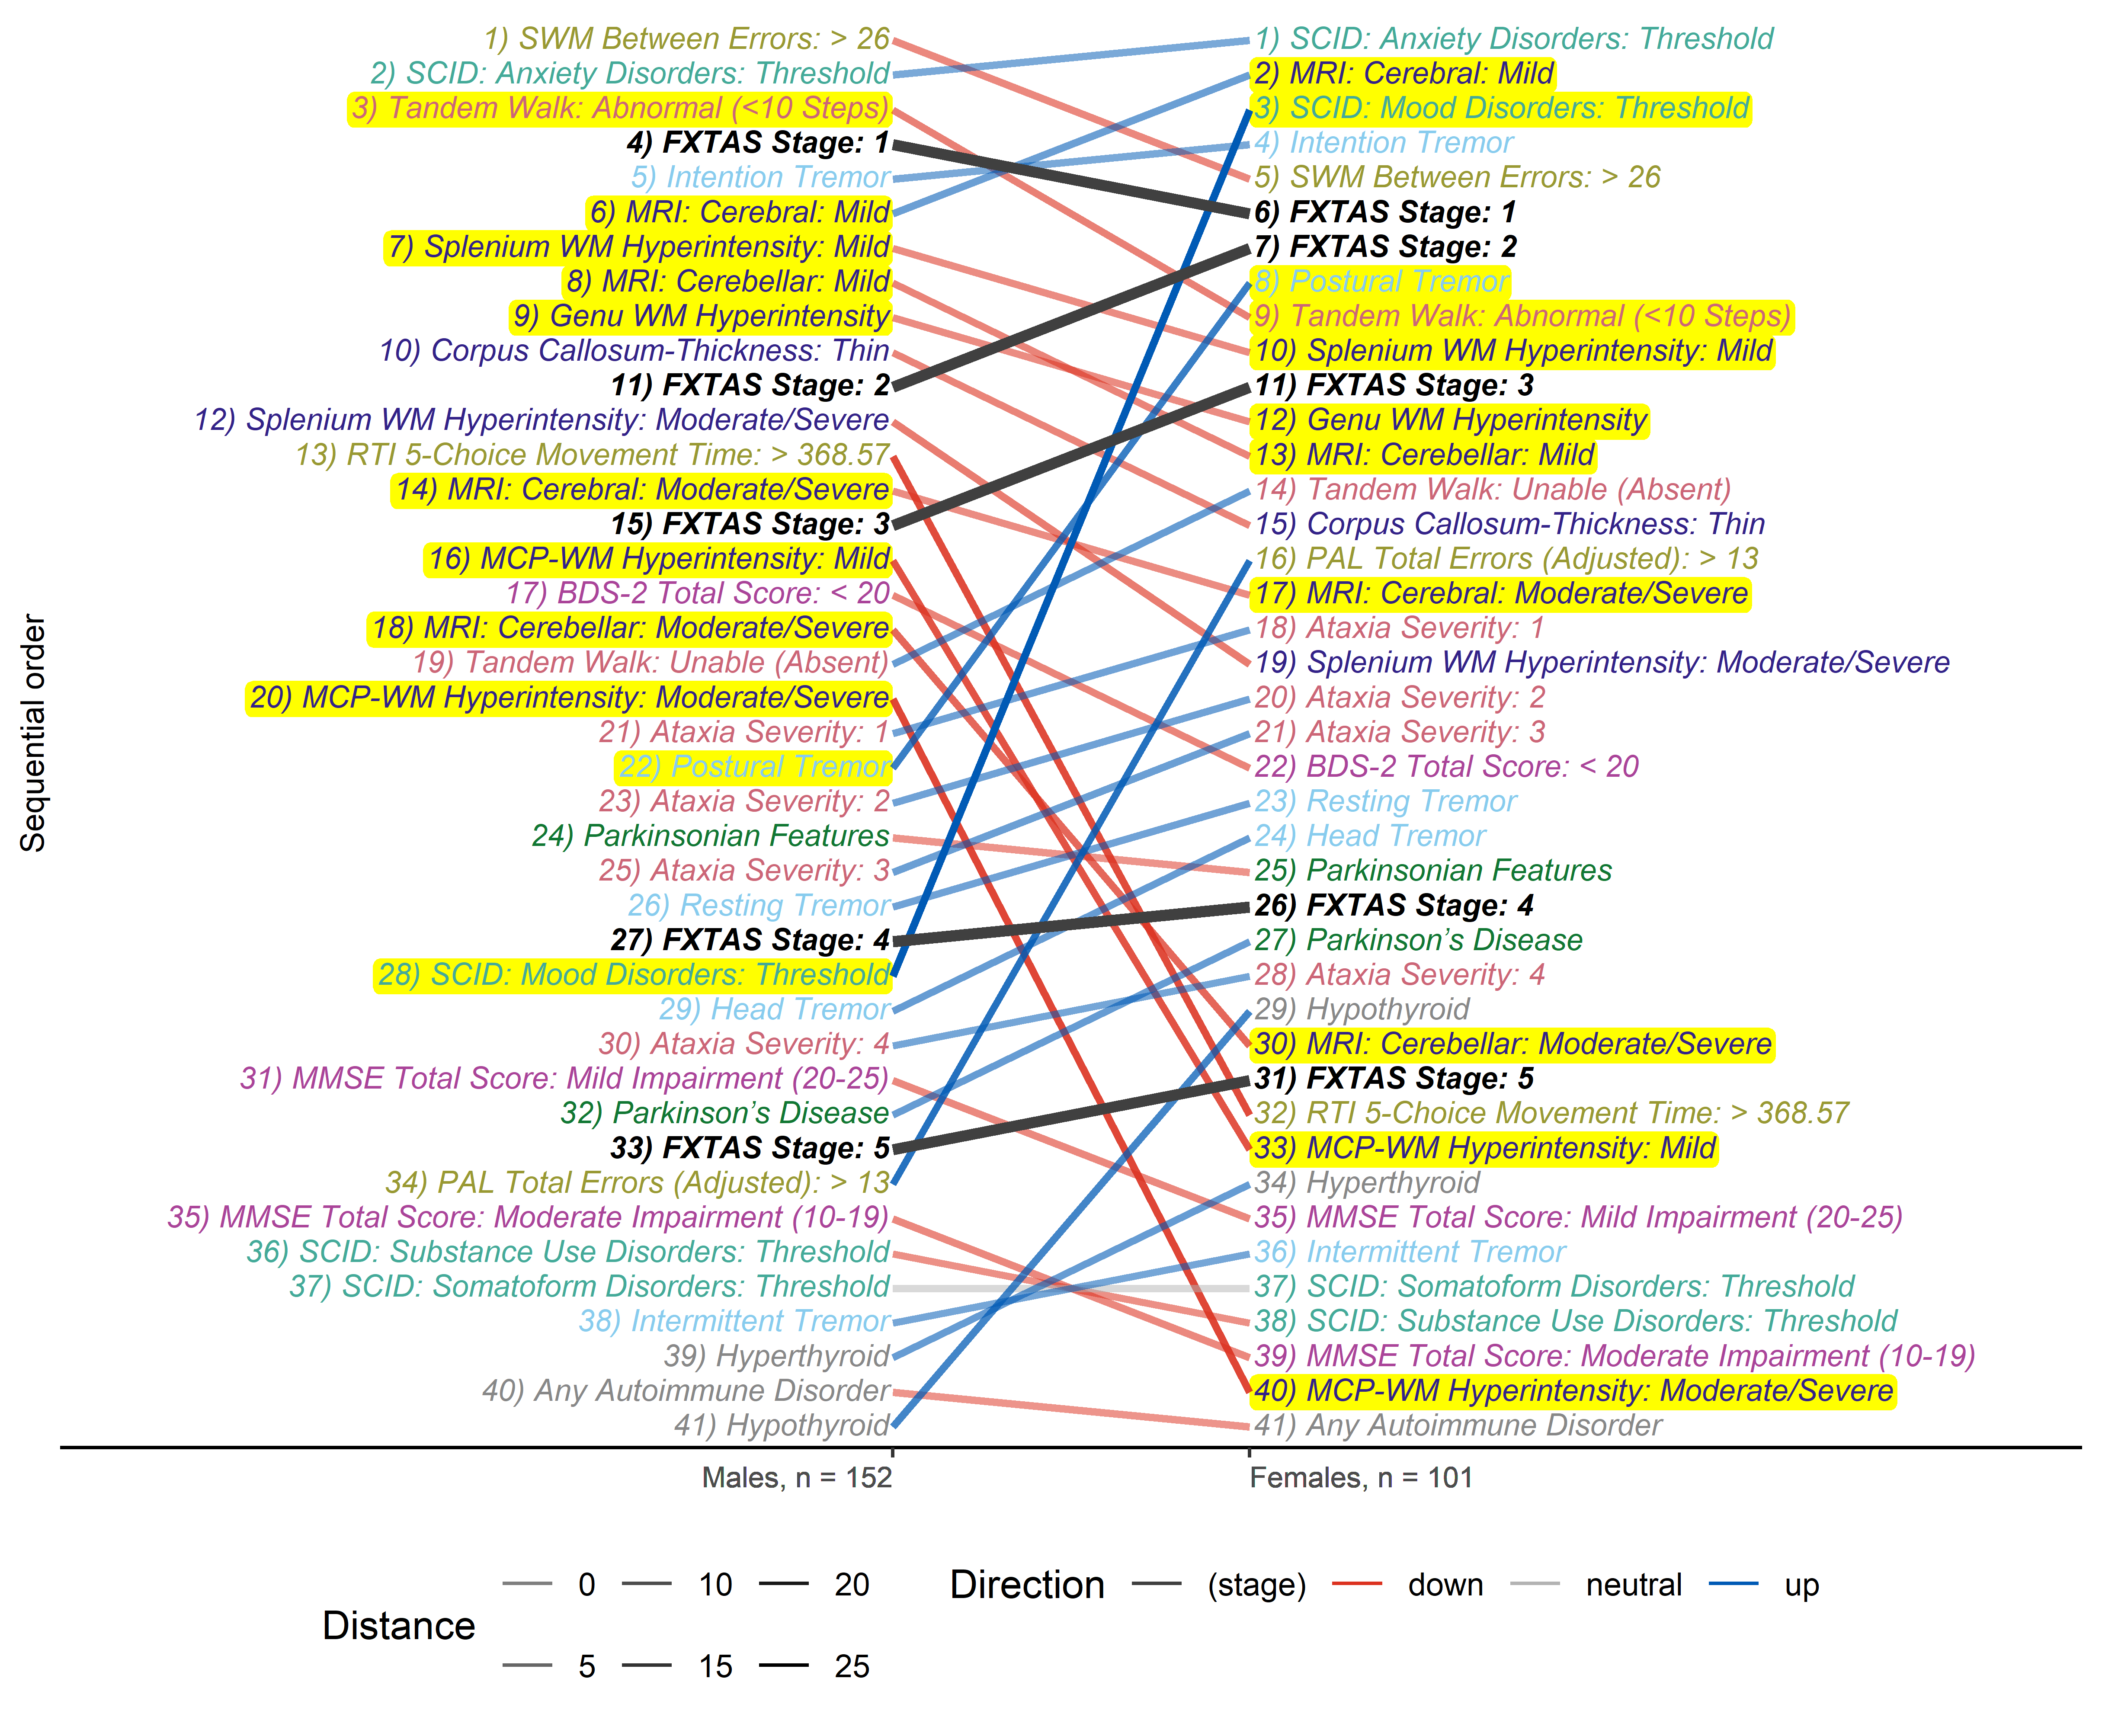 Sequential order
1) SWM Between Errors: > 26
2) SCID: Anxiety Disorders: Threshold
3) Tandem Walk: Abnormal (<10 Steps)
4) FXTAS Stage: 1
5) Intention Tremor
6) MRI: Cerebral: Mild
7) Splenium WM Hyperintensity: Mild
8) MRI: Cerebellar: Mild
9) Genu WM Hyperintensity
10) Corpus Callosum-Thickness: Thin
11) FXTAS Stage: 2
12) Splenium WM Hyperintensity: Moderate/Severe
13) RTI 5-Choice Movement Time: > 368.57
14) MRI: Cerebral: Moderate/Severe
15) FXTAS Stage: 3
16) MCP-WM Hyperintensity: Mild
17) BDS-2 Total Score: < 20
18) MRI: Cerebellar: Moderate/Severe
19) Tandem Walk: Unable (Absent)
20) MCP-WM Hyperintensity: Moderate/Severe
21) Ataxia Severity: 1
22) Postural Tremor
23) Ataxia Severity: 2
24) Parkinsonian Features
25) Ataxia Severity: 3
26) Resting Tremor
27) FXTAS Stage: 4
28) SCID: Mood Disorders: Threshold
29) Head Tremor
30) Ataxia Severity: 4
31) MMSE Total Score: Mild Impairment (20-25)
32) Parkinson's Disease
33) FXTAS Stage: 5
34) PAL Total Errors (Adjusted): > 13
35) MMSE Total Score: Moderate Impairment (10-19)
36) SCID: Substance Use Disorders: Threshold
37) SCID: Somatoform Disorders: Threshold
38) Intermittent Tremor
39) Hyperthyroid
40) Any Autoimmune Disorder
41) Hypothyroid
1) SCID: Anxiety Disorders: Threshold
2) MRI: Cerebral: Mild
3) SCID: Mood Disorders: Threshold
4) Intention Tremor
5) SWM Between Errors: > 26
6) FXTAS Stage: 1
7) FXTAS Stage: 2
8) Postural Tremor
9) Tandem Walk: Abnormal (<10 Steps)
10) Splenium WM Hyperintensity: Mild
11) FXTAS Stage: 3
12) Genu WM Hyperintensity
13) MRI: Cerebellar: Mild
14) Tandem Walk: Unable (Absent)
15) Corpus Callosum-Thickness: Thin
16) PAL Total Errors (Adjusted): > 13
17) MRI: Cerebral: Moderate/Severe
18) Ataxia Severity: 1
19) Splenium WM Hyperintensity: Moderate/Severe
20) Ataxia Severity: 2
21) Ataxia Severity: 3
22) BDS-2 Total Score: < 20
23) Resting Tremor
24) Head Tremor
25) Parkinsonian Features
26) FXTAS Stage: 4
27) Parkinson's Disease
28) Ataxia Severity: 4
29) Hypothyroid
30) MRI: Cerebellar: Moderate/Severe
31) FXTAS Stage: 5
32) RTI 5-Choice Movement Time: > 368.57
33) MCP-WM Hyperintensity: Mild
34) Hyperthyroid
35) MMSE Total Score: Mild Impairment (20-25)
36) Intermittent Tremor
37) SCID: Somatoform Disorders: Threshold
38) SCID: Substance Use Disorders: Threshold
39) MMSE Total Score: Moderate Impairment (10-19)
40) MCP-WM Hyperintensity: Moderate/Severe
41) Any Autoimmune Disorder
Males, n = 152
Females, n = 101
Distance
0 10 20
5 15 25
Direction (stage) down neutral up